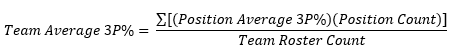 Team Average 3P% = ∑[(Position Average 3P%)(Position Count)] / Team Roster Count